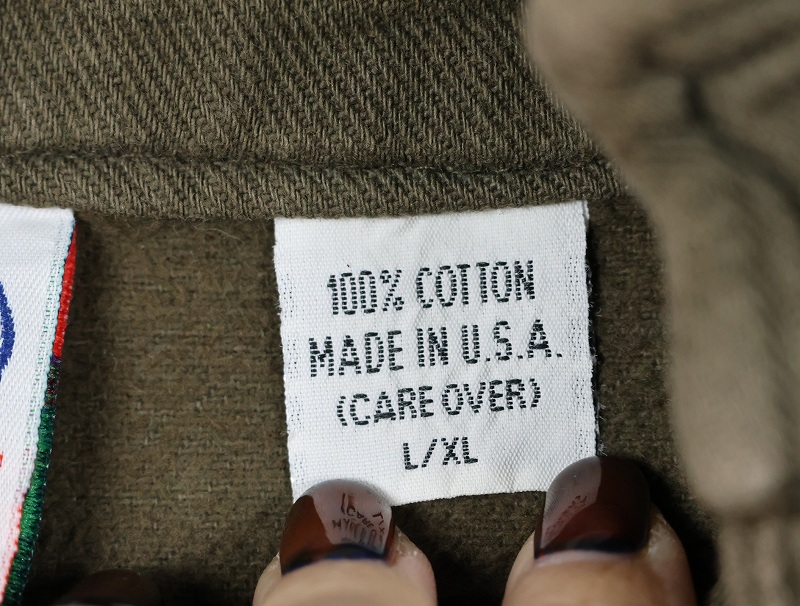 100% COTTON
MADE IN U.S.A.
(CARE OVER)
L/XL